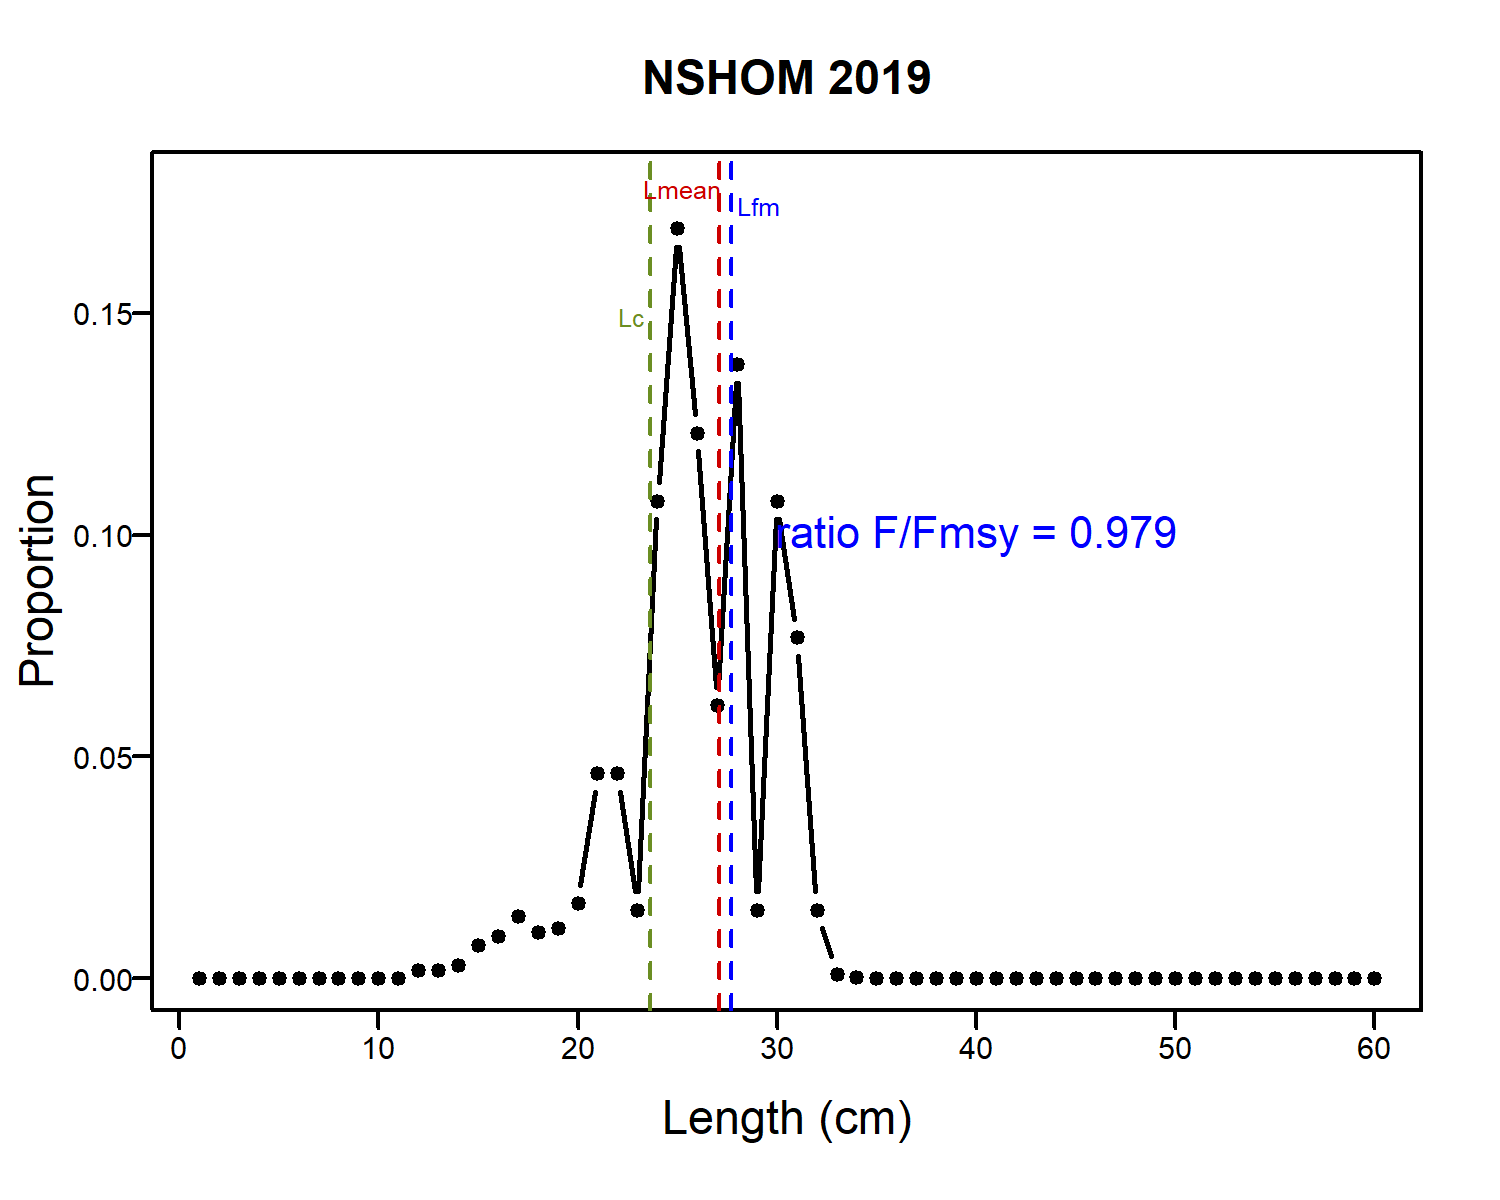 NSHOM 2019
Lmean
Lfm
Lc
ratio F/Fmsy = 0.979
Proportion
0.15
0.10
0.05
0.00
0 10 20 30 40 50 60
Length (cm)